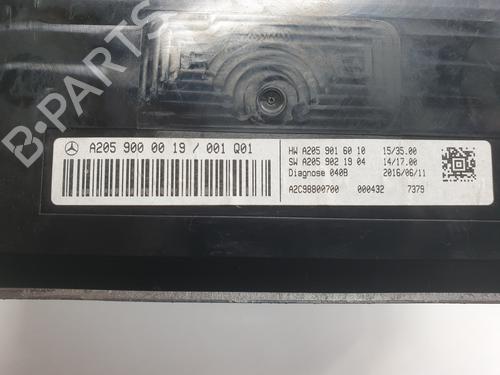 B-PARTS
A205 900 00 19 / 001 Q01
HW A205 901 60 10 15/35.00
SW A205 902 19 04 14/17.00
Diagnose 040B 2016/06/11
A2C98800700 000432 7379